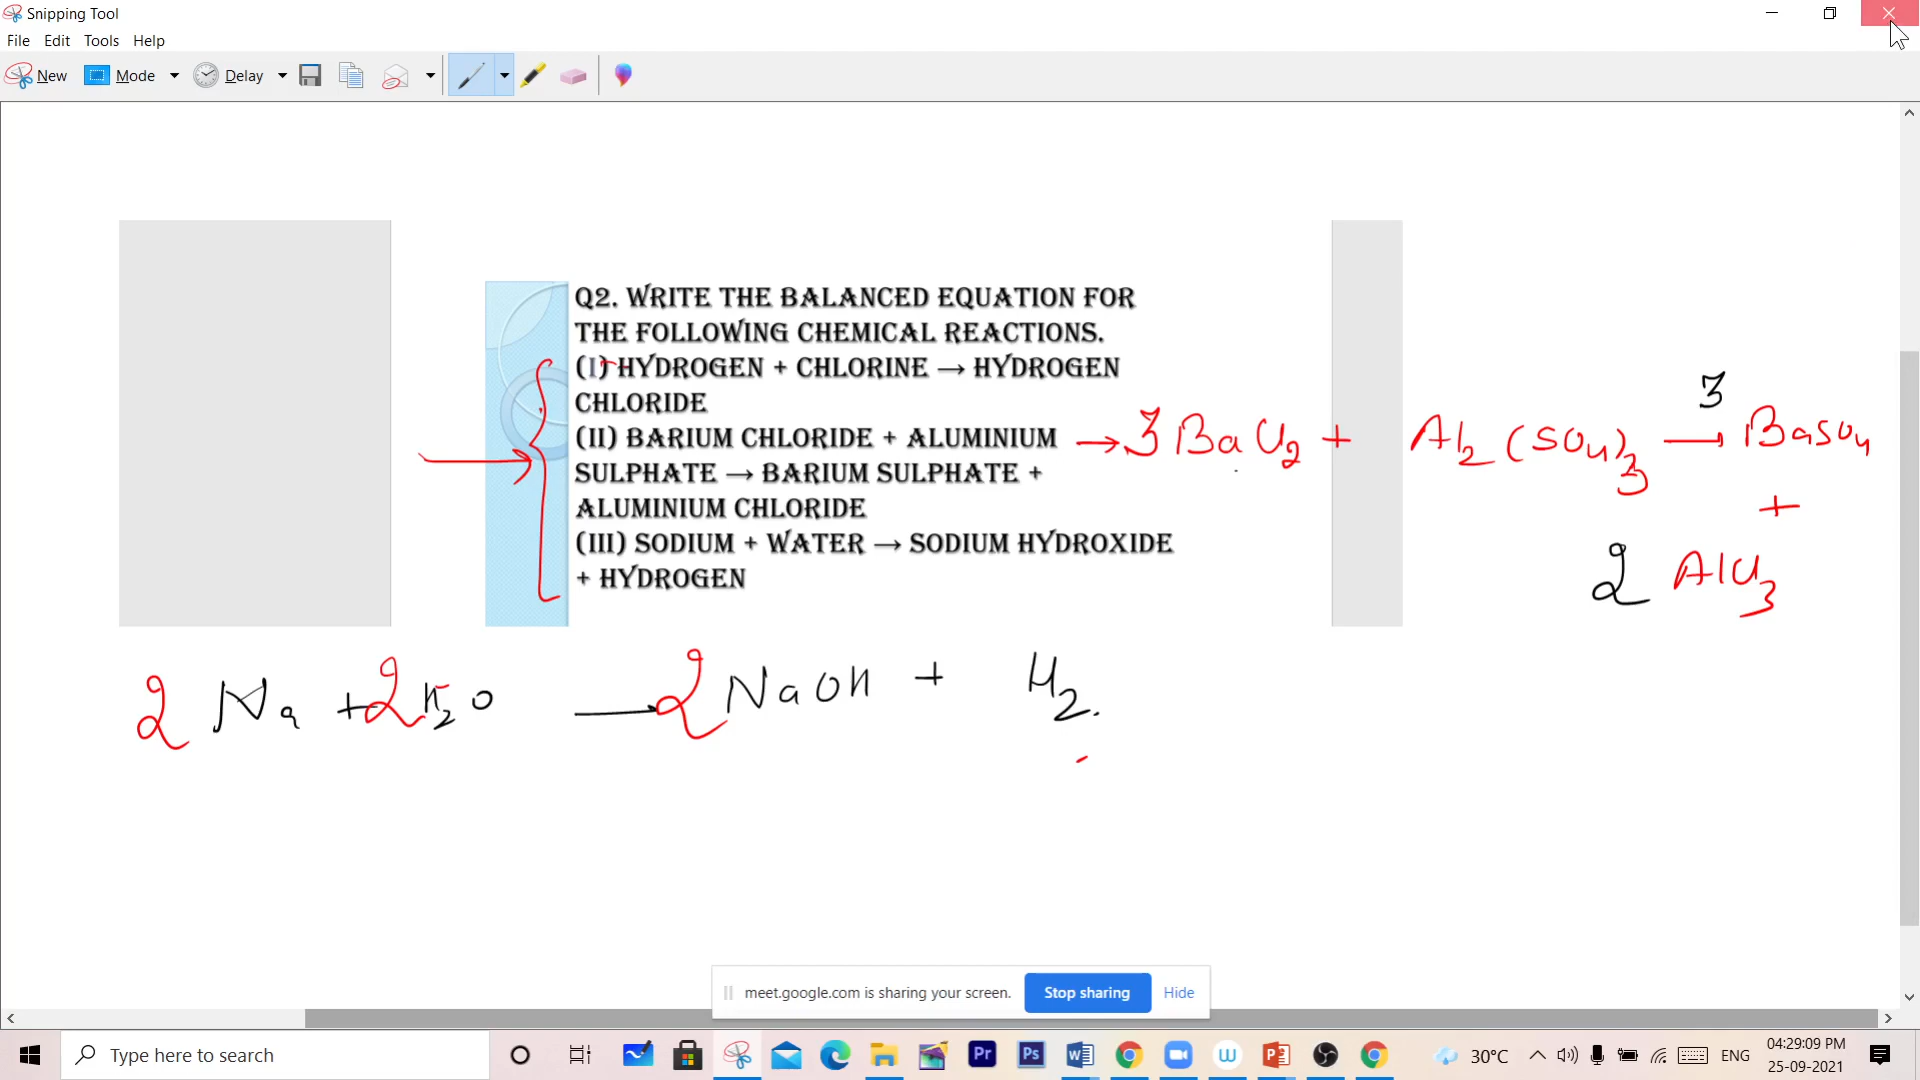 Snipping Tool
File Edit Tools Help
New Mode Delay
Q2. WRITE THE BALANCED EQUATION FOR
THE FOLLOWING CHEMICAL REACTIONS.
(I) HYDROGEN + CHLORINE → HYDROGEN
CHLORIDE
(II) BARIUM CHLORIDE + ALUMINIUM
SULPHATE → BARIUM SULPHATE +
ALUMINIUM CHLORIDE
(III) SODIUM + WATER → SODIUM HYDROXIDE
+ HYDROGEN
→ 3 BaCl2 + Al2(SO4)3 → 3 BaSO4
+
2 AlCl3
2 Na + 2 H2O → 2 NaOH + H2.
meet.google.com is sharing your screen. Stop sharing Hide
Type here to search
Pr Ps W W P 30°C ENG 04:29:09 PM
25-09-2021